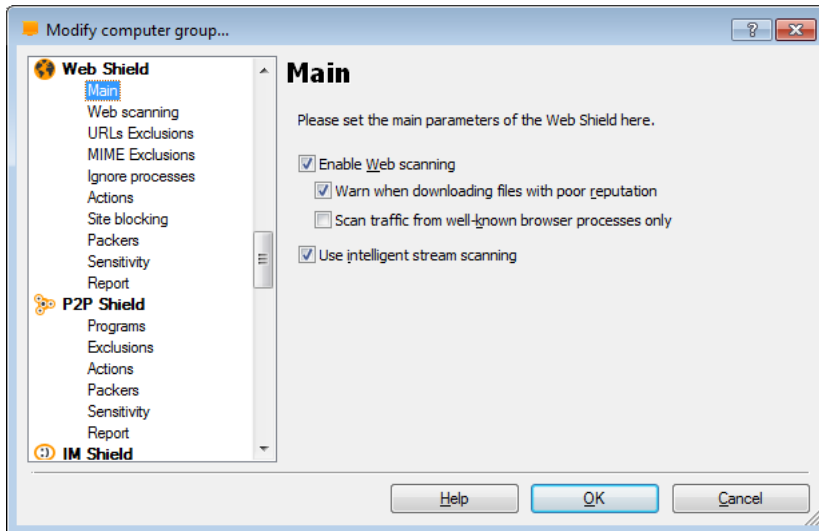 Modify computer group...
Web Shield
Main
Web scanning
URLs Exclusions
MIME Exclusions
Ignore processes
Actions
Site blocking
Packers
Sensitivity
Report
P2P Shield
Programs
Exclusions
Actions
Packers
Sensitivity
Report
IM Shield
Main
Please set the main parameters of the Web Shield here.
Enable Web scanning
Warn when downloading files with poor reputation
Scan traffic from well-known browser processes only
Use intelligent stream scanning
Help
OK
Cancel